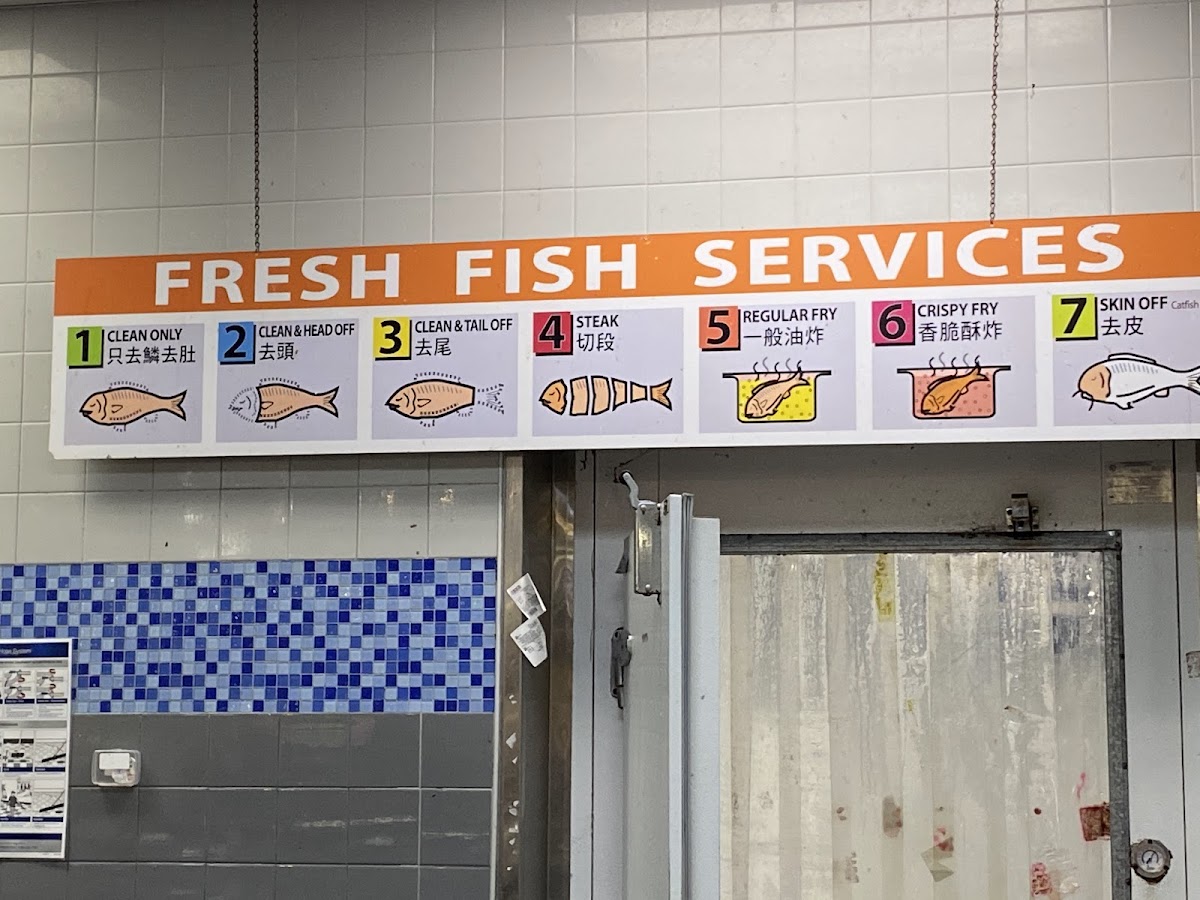 FRESH FISH SERVICES
1 CLEAN ONLY
只去鱗去肚
2 CLEAN & HEAD OFF
去頭
3 CLEAN & TAIL OFF
去尾
4 STEAK
切段
5 REGULAR FRY
一般油炸
6 CRISPY FRY
香脆酥炸
7 SKIN OFF Catfish
去皮